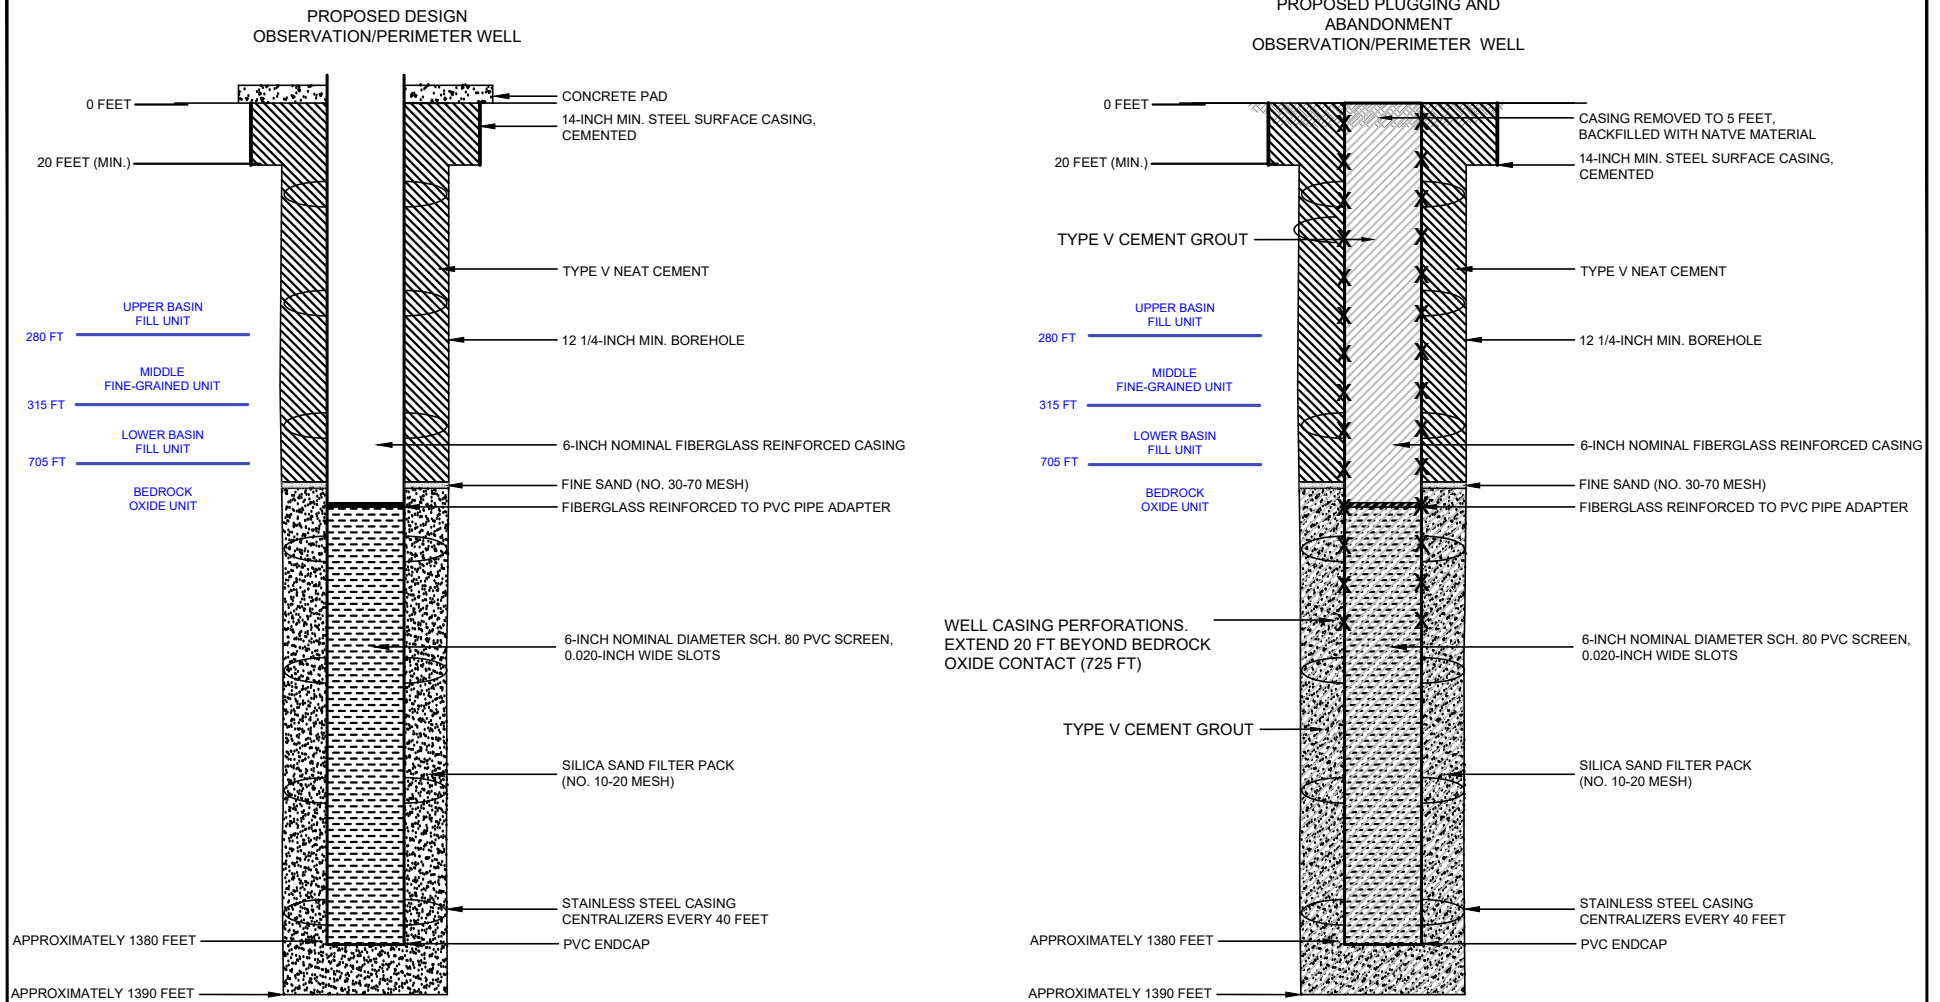 PROPOSED DESIGN
OBSERVATION/PERIMETER WELL
0 FEET
20 FEET (MIN.)
CONCRETE PAD
14-INCH MIN. STEEL SURFACE CASING,
CEMENTED
TYPE V NEAT CEMENT
UPPER BASIN
FILL UNIT
280 FT
12 1/4-INCH MIN. BOREHOLE
MIDDLE
FINE-GRAINED UNIT
315 FT
LOWER BASIN
FILL UNIT
705 FT
6-INCH NOMINAL FIBERGLASS REINFORCED CASING
BEDROCK
OXIDE UNIT
FINE SAND (NO. 30-70 MESH)
FIBERGLASS REINFORCED TO PVC PIPE ADAPTER
6-INCH NOMINAL DIAMETER SCH. 80 PVC SCREEN,
0.020-INCH WIDE SLOTS
SILICA SAND FILTER PACK
(NO. 10-20 MESH)
STAINLESS STEEL CASING
CENTRALIZERS EVERY 40 FEET
APPROXIMATELY 1380 FEET
PVC ENDCAP
APPROXIMATELY 1390 FEET
PROPOSED PLUGGING AND
ABANDONMENT
OBSERVATION/PERIMETER WELL
0 FEET
20 FEET (MIN.)
CASING REMOVED TO 5 FEET,
BACKFILLED WITH NATVE MATERIAL
14-INCH MIN. STEEL SURFACE CASING,
CEMENTED
TYPE V CEMENT GROUT
TYPE V NEAT CEMENT
UPPER BASIN
FILL UNIT
280 FT
12 1/4-INCH MIN. BOREHOLE
MIDDLE
FINE-GRAINED UNIT
315 FT
LOWER BASIN
FILL UNIT
705 FT
6-INCH NOMINAL FIBERGLASS REINFORCED CASING
BEDROCK
OXIDE UNIT
FINE SAND (NO. 30-70 MESH)
FIBERGLASS REINFORCED TO PVC PIPE ADAPTER
WELL CASING PERFORATIONS.
EXTEND 20 FT BEYOND BEDROCK
OXIDE CONTACT (725 FT)
6-INCH NOMINAL DIAMETER SCH. 80 PVC SCREEN,
0.020-INCH WIDE SLOTS
TYPE V CEMENT GROUT
SILICA SAND FILTER PACK
(NO. 10-20 MESH)
STAINLESS STEEL CASING
CENTRALIZERS EVERY 40 FEET
APPROXIMATELY 1380 FEET
PVC ENDCAP
APPROXIMATELY 1390 FEET